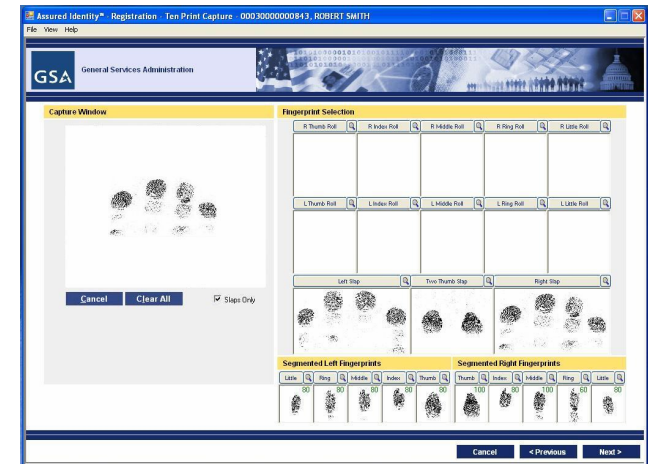 Assured Identity™ - Registration - Ten Print Capture - 00030000000843, ROBERT SMITH
File View Help
GSA General Services Administration
Capture Window
Fingerprint Selection
R Thumb Roll R Index Roll R Middle Roll R Ring Roll R Little Roll
L Thumb Roll L Index Roll L Middle Roll L Ring Roll L Little Roll
Left Slap Two Thumb Slap Right Slap
Cancel Clear All Slaps Only
Segmented Left Fingerprints Segmented Right Fingerprints
Little Ring Middle Index Thumb Thumb Index Middle Ring Little
80 80 80 80 80 100 80 100 60 80
Cancel < Previous Next >